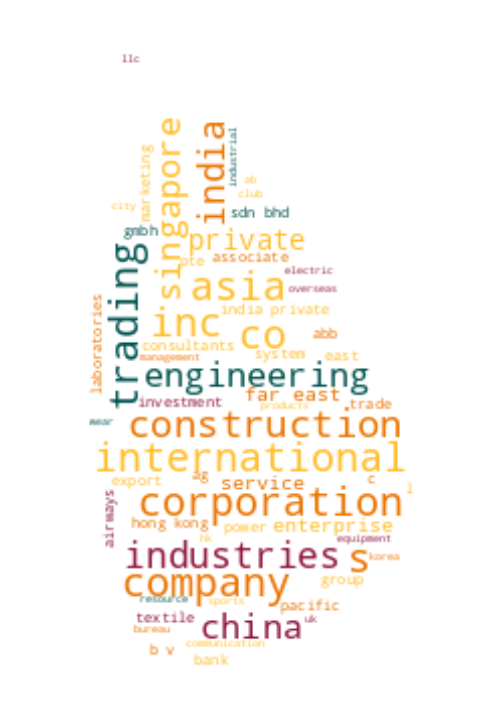 llc
singapore
india
industrial
marketing
ab
club
city
sdn bhd
gmbh
private
trading
pte
associate
electric
asia
overseas
laboratories
india private
inc
co
abb
consultants
system
east
management
engineering
far east
investment
products
trade
wear
construction
international
ag
export
service
c
l
airways
corporation
hong kong
power
enterprise
hk
equipment
industries
s
korea
company
group
resource
sports
pacific
textile
china
uk
bureau
communication
b v
bank